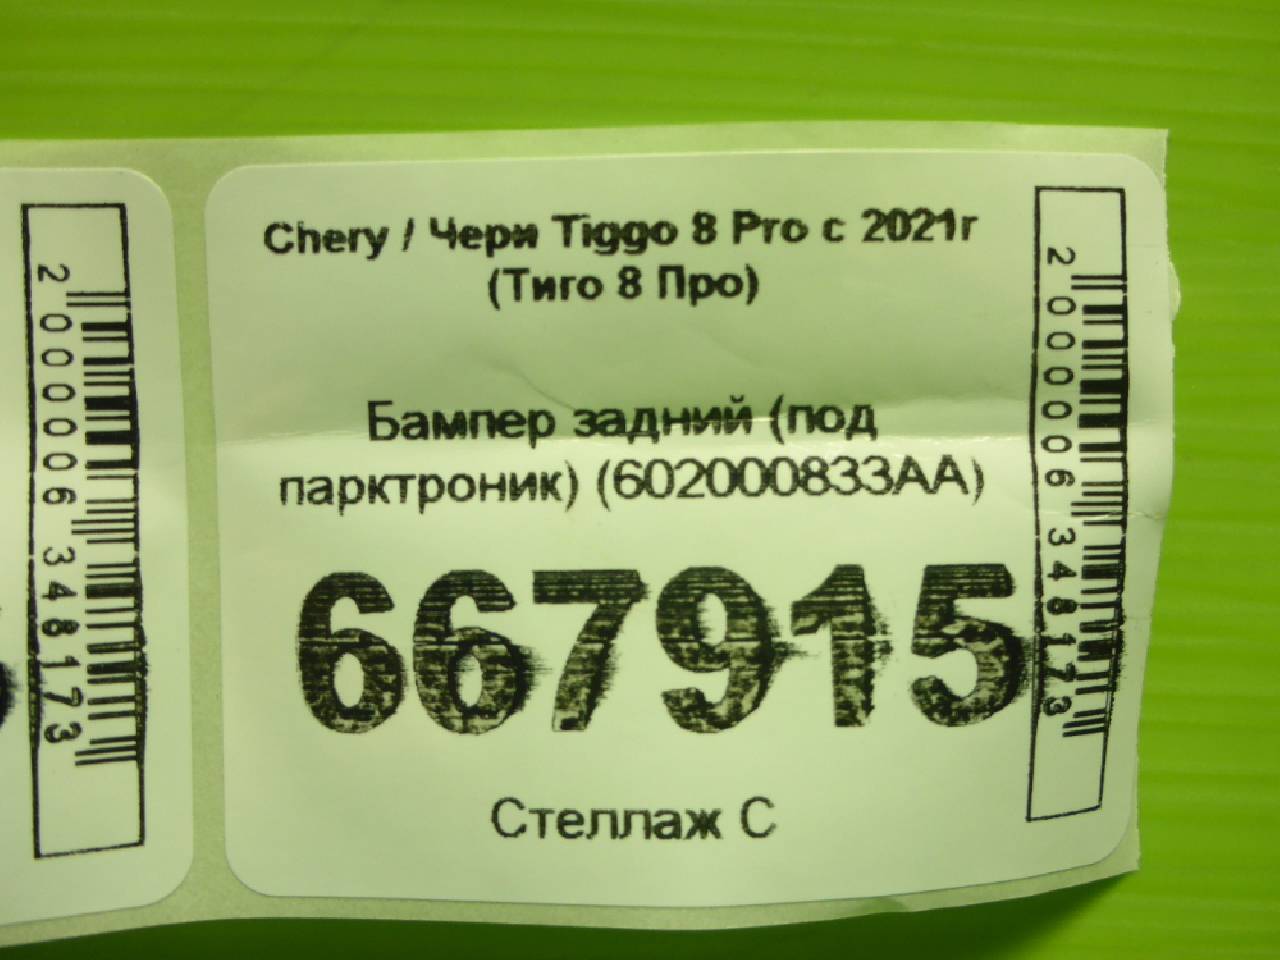 Chery / Чери Tiggo 8 Pro с 2021г
(Тиго 8 Про)
Бампер задний (под
парктроник) (602000833AA)
667915
Стеллаж С
2000006348173
2000006348173